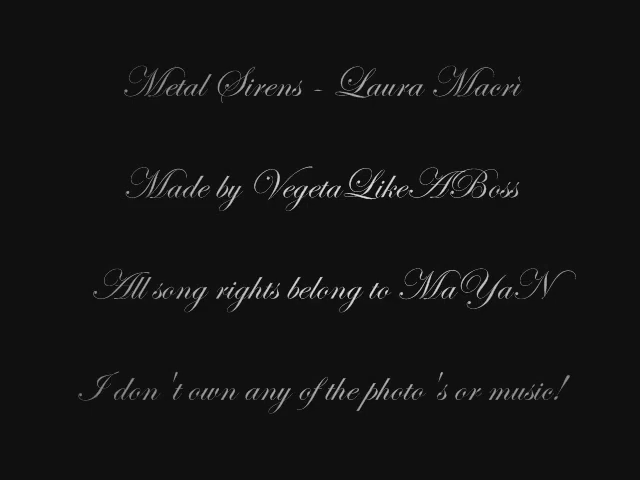 Metal Sirens - Laura Macrì
Made by VegetaLikeABoss
All song rights belong to MaYaN
I don't own any of the photo's or music!